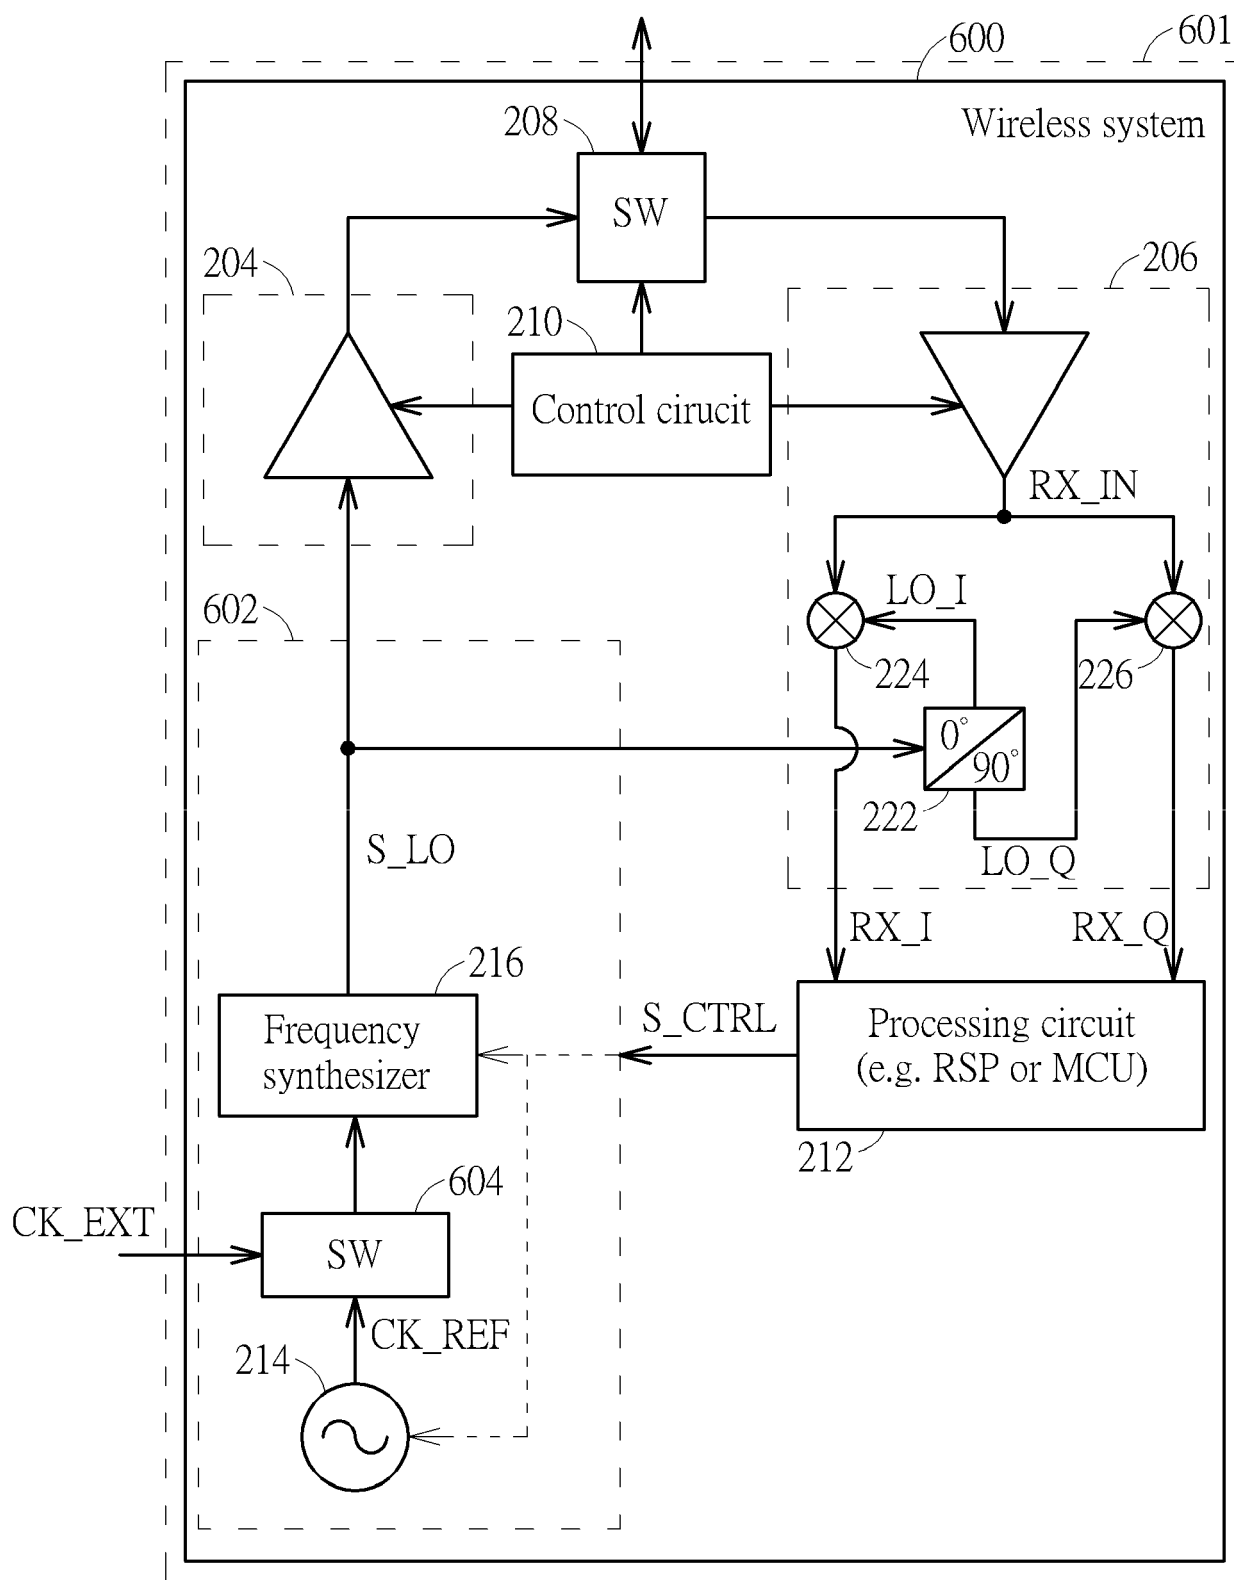 601
600
Wireless system
208
SW
204
206
210
Control cirucit
RX_IN
LO_I
602
224
226
0°
90°
222
S_LO
LO_Q
RX_I
RX_Q
216
Frequency
synthesizer
S_CTRL
Processing circuit
(e.g. RSP or MCU)
212
604
CK_EXT
SW
CK_REF
214